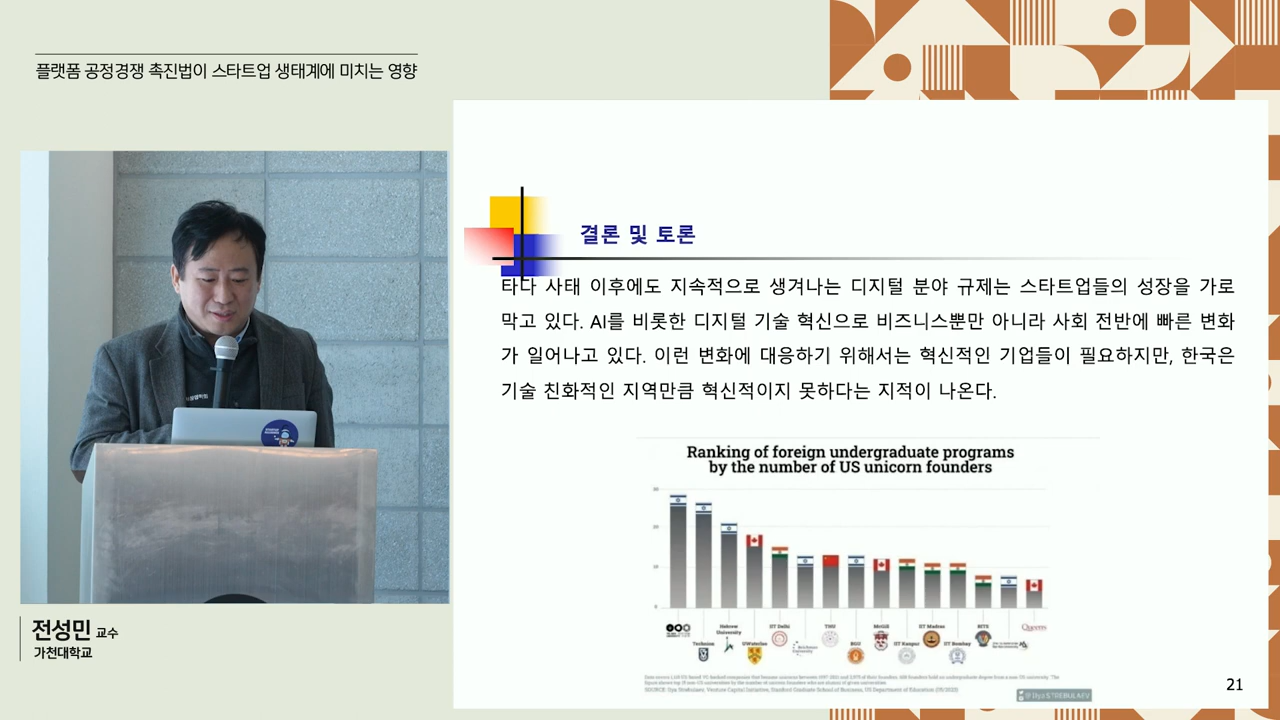 플랫폼 공정경쟁 촉진법이 스타트업 생태계에 미치는 영향
결론 및 토론
타다 사태 이후에도 지속적으로 생겨나는 디지털 분야 규제는 스타트업들의 성장을 가로
막고 있다. AI를 비롯한 디지털 기술 혁신으로 비즈니스뿐만 아니라 사회 전반에 빠른 변화
가 일어나고 있다. 이런 변화에 대응하기 위해서는 혁신적인 기업들이 필요하지만, 한국은
기술 친화적인 지역만큼 혁신적이지 못하다는 지적이 나온다.
Ranking of foreign undergraduate programs
by the number of US unicorn founders
Hebrew
University
IIT Delhi
TNU
McGill
IIT Madras
BITS
Queens
Technion
UWaterloo
BGU
IIT Kanpur
IIT Bombay
21
전성민 교수
가천대학교